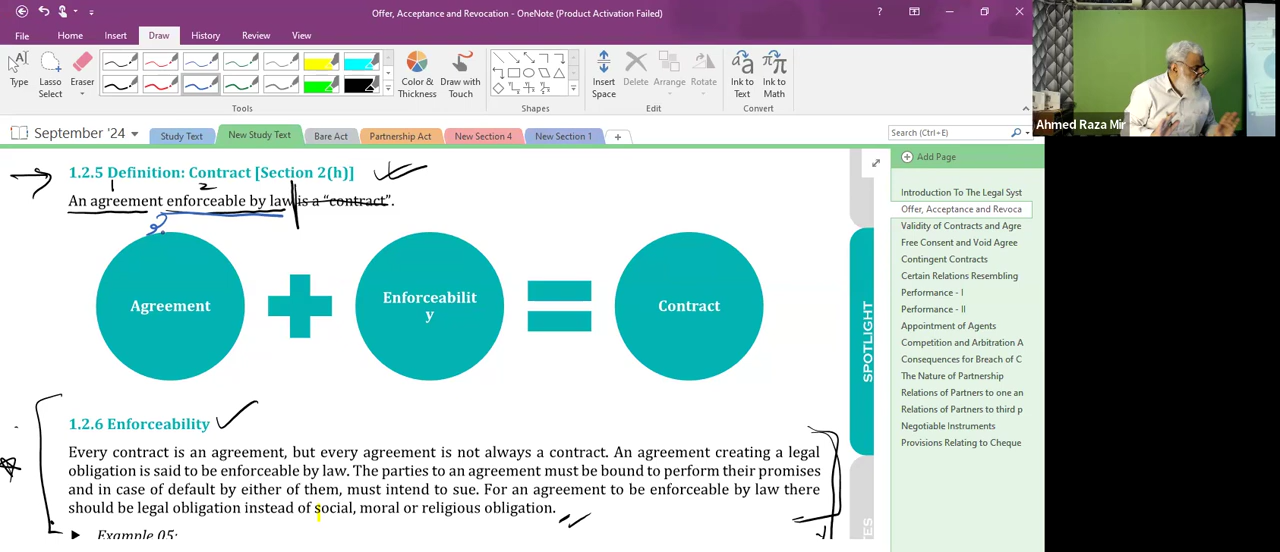 Offer, Acceptance and Revocation - OneNote (Product Activation Failed)
?
File Home Insert Draw History Review View
Type
Lasso Select
Eraser
Color & Thickness
Draw with Touch
Insert Space
Delete
Arrange
Rotate
Ink to Text
Ink to Math
Tools
Shapes
Edit
Convert
Ahmed Raza Mir
September '24
Study Text
New Study Text
Bare Act
Partnership Act
New Section 4
New Section 1
Search (Ctrl+E)
1.2.5 Definition: Contract [Section 2(h)]
1 2
An agreement enforceable by law is a "contract".
Agreement
Enforceabilit
y
Contract
SPOTLIGHT
1.2.6 Enforceability
Every contract is an agreement, but every agreement is not always a contract. An agreement creating a legal
obligation is said to be enforceable by law. The parties to an agreement must be bound to perform their promises
and in case of default by either of them, must intend to sue. For an agreement to be enforceable by law there
should be legal obligation instead of social, moral or religious obligation.
Example 05:
Add Page
Introduction To The Legal Syst
Offer, Acceptance and Revoca
Validity of Contracts and Agre
Free Consent and Void Agree
Contingent Contracts
Certain Relations Resembling
Performance - I
Performance - II
Appointment of Agents
Competition and Arbitration A
Consequences for Breach of C
The Nature of Partnership
Relations of Partners to one an
Relations of Partners to third p
Negotiable Instruments
Provisions Relating to Cheque